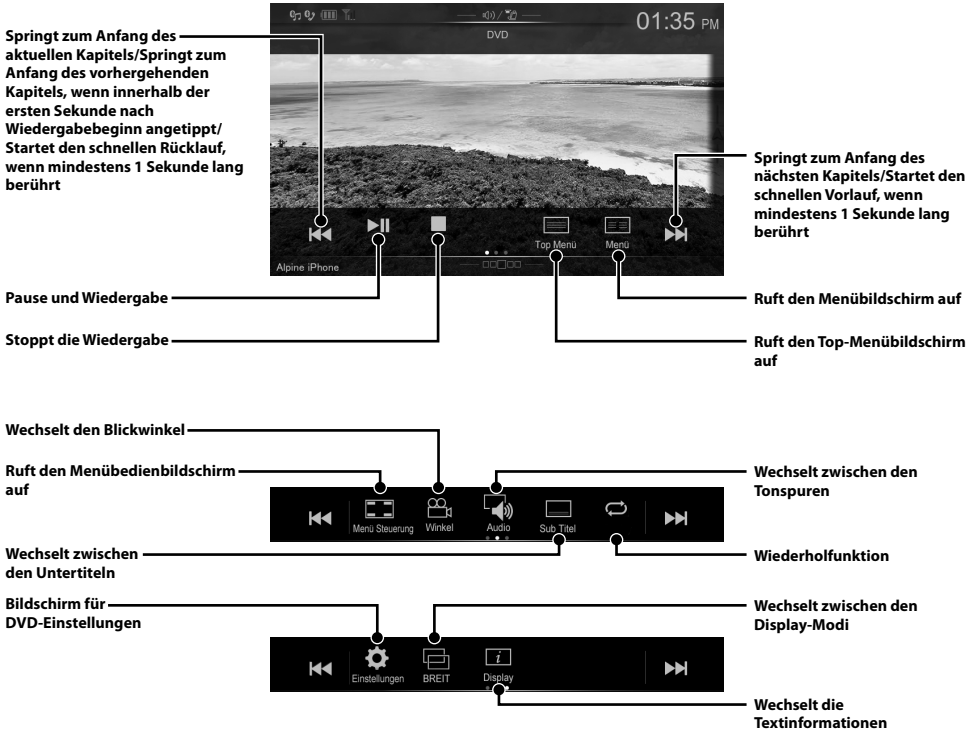 01:35 PM
DVD
Springt zum Anfang des
aktuellen Kapitels/Springt zum
Anfang des vorhergehenden
Kapitels, wenn innerhalb der
ersten Sekunde nach
Wiedergabebeginn angetippt/
Startet den schnellen Rücklauf,
wenn mindestens 1 Sekunde lang
berührt
Springt zum Anfang des
nächsten Kapitels/Startet den
schnellen Vorlauf, wenn
mindestens 1 Sekunde lang
berührt
Top Menü
Menü
Alpine iPhone
Pause und Wiedergabe
Ruft den Menübildschirm auf
Stoppt die Wiedergabe
Ruft den Top-Menübildschirm
auf
Wechselt den Blickwinkel
Ruft den Menübedienbildschirm
auf
Wechselt zwischen den
Tonspuren
Menü Steuerung
Winkel
Audio
Sub Titel
Wechselt zwischen
den Untertiteln
Wiederholfunktion
Bildschirm für
DVD-Einstellungen
Wechselt zwischen den
Display-Modi
Einstellungen
BREIT
Display
Wechselt die
Textinformationen